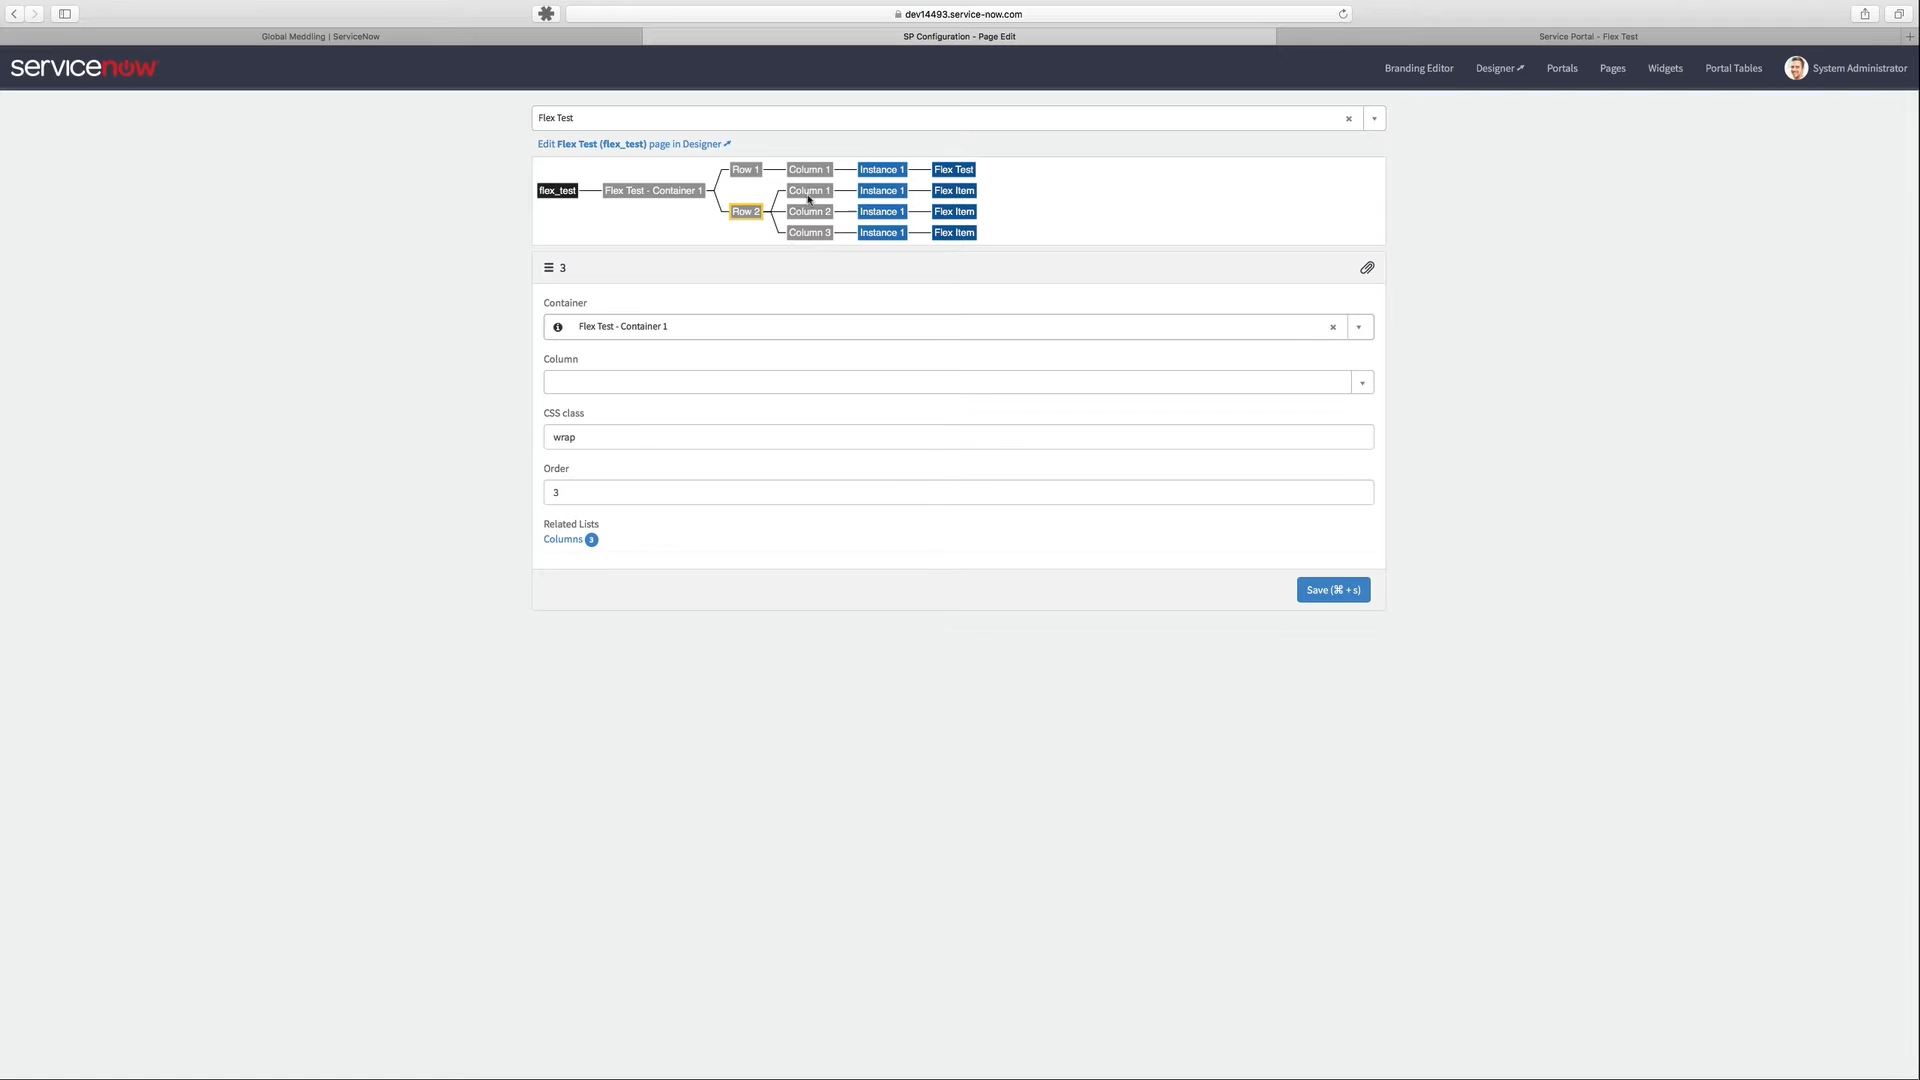 dev14493.service-now.com
Global Meddling | ServiceNow
SP Configuration - Page Edit
Service Portal - Flex Test
servicenow
Branding Editor
Designer
Portals
Pages
Widgets
Portal Tables
System Administrator
Flex Test
Edit Flex Test (flex_test) page in Designer
Row 1 Column 1 Instance 1 Flex Test
flex_test Flex Test - Container 1 Column 1 Instance 1 Flex Item
Row 2 Column 2 Instance 1 Flex Item
Column 3 Instance 1 Flex Item
3
Container
Flex Test - Container 1
Column
CSS class
wrap
Order
3
Related Lists
Columns 3
Save (⌘ + s)